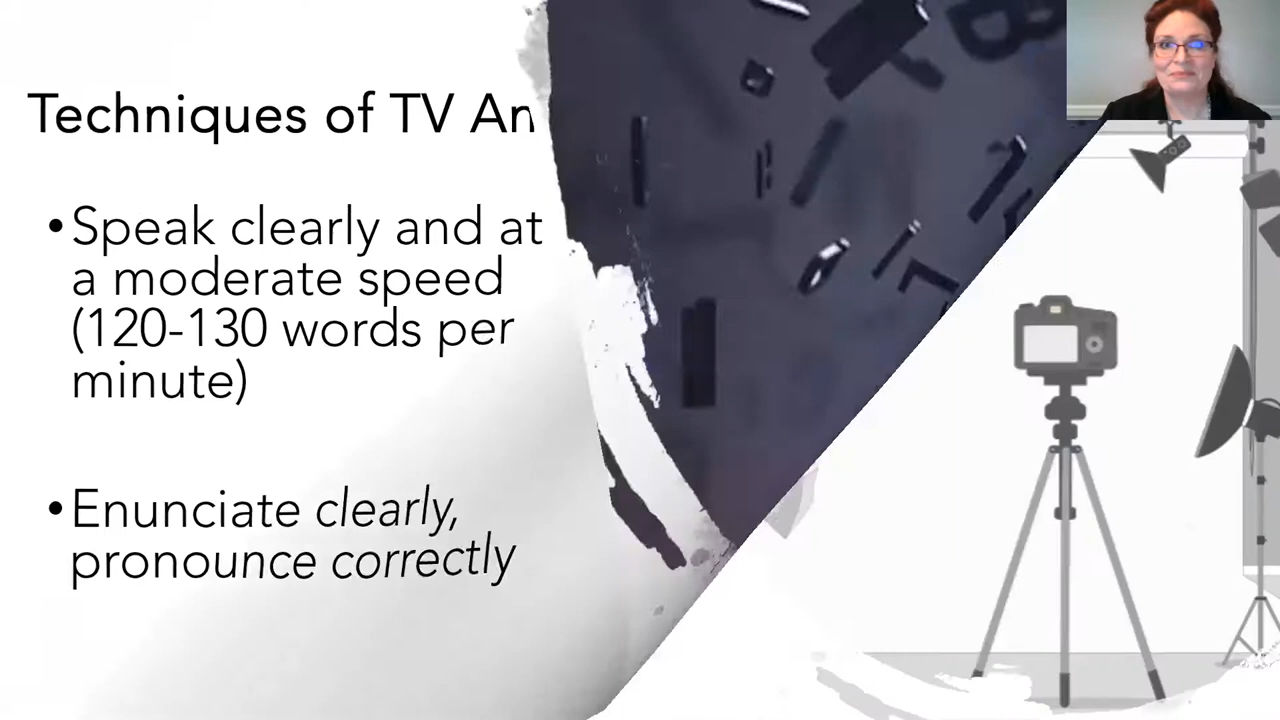 Techniques of TV An
• Speak clearly and at
a moderate speed
(120-130 words per
minute)
• Enunciate clearly,
pronounce correctly